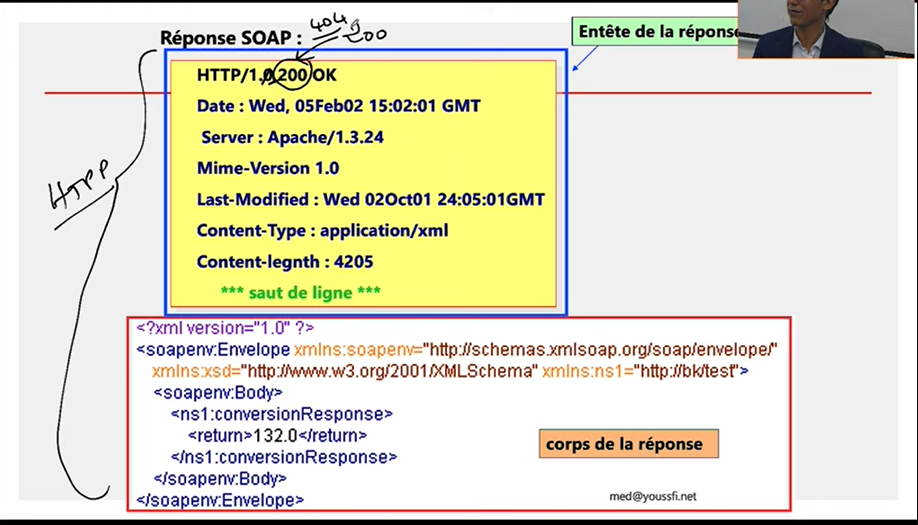 404
200
Réponse SOAP :
Entête de la réponse
HTTP/1.0 200 OK
Date : Wed, 05Feb02 15:02:01 GMT
Server : Apache/1.3.24
Mime-Version 1.0
Last-Modified : Wed 02Oct01 24:05:01GMT
Content-Type : application/xml
Content-legnth : 4205
*** saut de ligne ***
HTPP
<?xml version="1.0" ?>
<soapenv:Envelope xmlns:soapenv="http://schemas.xmlsoap.org/soap/envelope/"
xmlns:xsd="http://www.w3.org/2001/XMLSchema" xmlns:ns1="http://bk/test">
<soapenv:Body>
<ns1:conversionResponse>
<return>132.0</return>
</ns1:conversionResponse>
</soapenv:Body>
</soapenv:Envelope>
corps de la réponse
med@youssfi.net